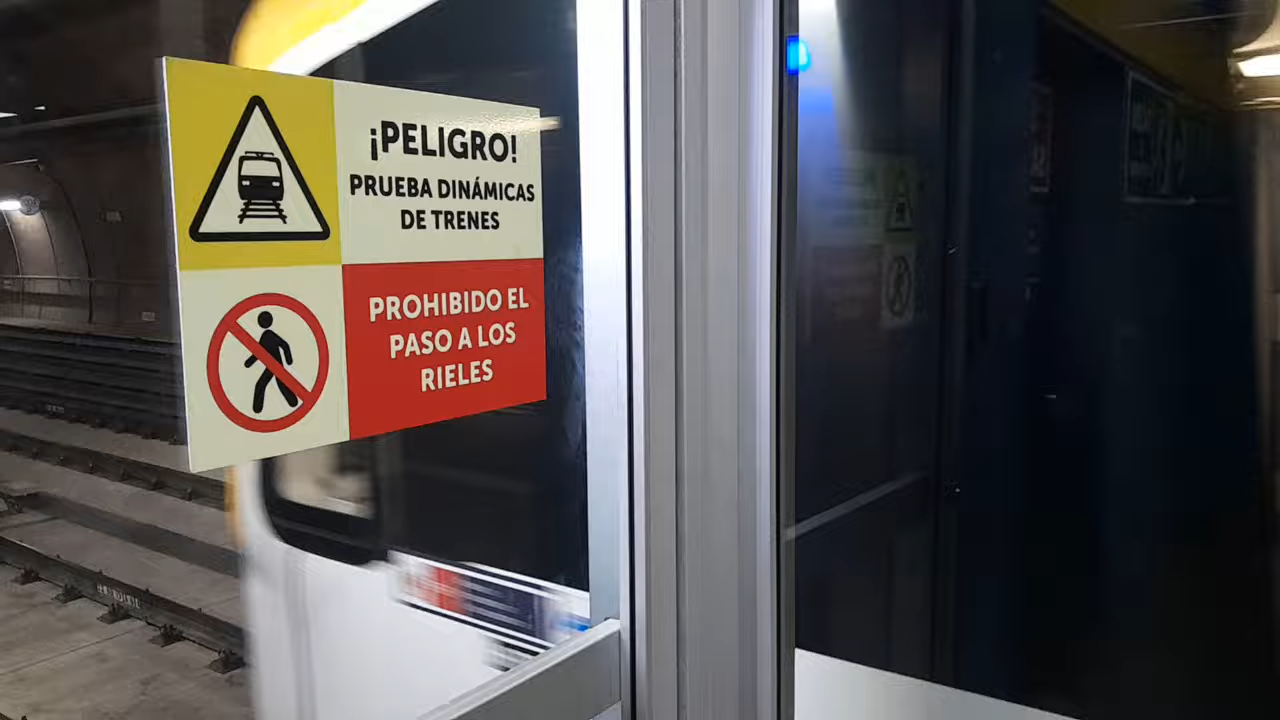 ¡PELIGRO!
PRUEBA DINÁMICAS
DE TRENES
PROHIBIDO EL
PASO A LOS
RIELES